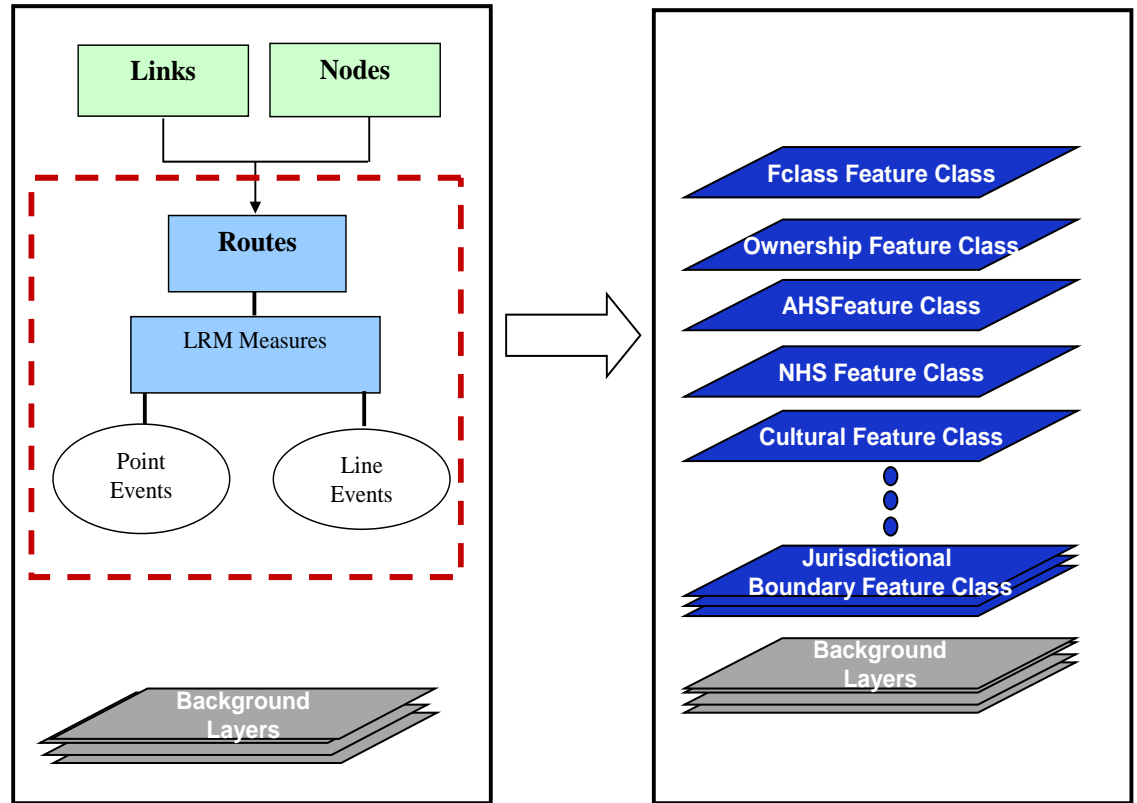 Links
Nodes
Routes
LRM Measures
Point
Events
Line
Events
Background
Layers
Fclass Feature Class
Ownership Feature Class
AHSFeature Class
NHS Feature Class
Cultural Feature Class
Jurisdictional
Boundary Feature Class
Background
Layers